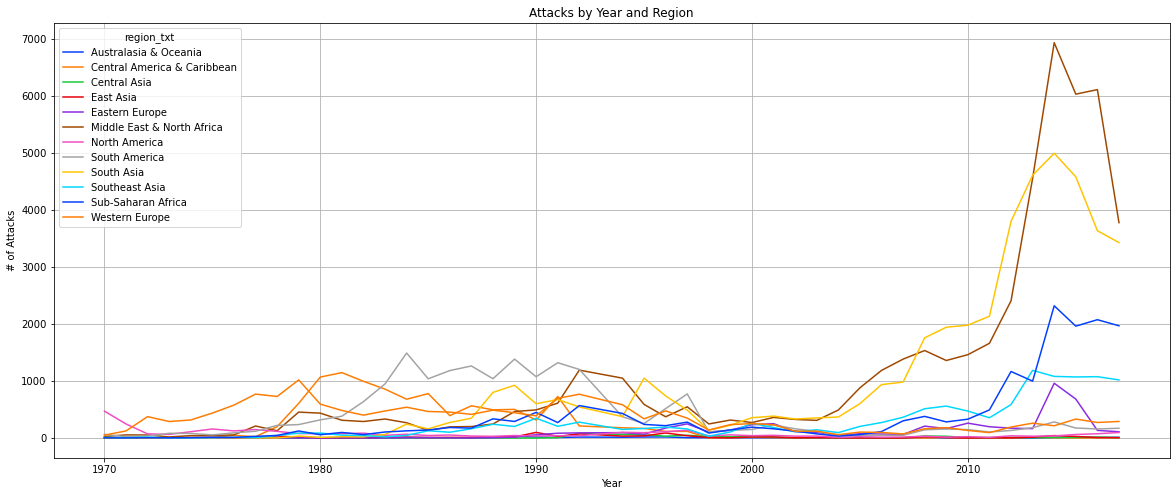 Attacks by Year and Region
region_txt
Australasia & Oceania
Central America & Caribbean
Central Asia
East Asia
Eastern Europe
Middle East & North Africa
North America
South America
South Asia
Southeast Asia
Sub-Saharan Africa
Western Europe
# of Attacks
7000
6000
5000
4000
3000
2000
1000
0
1970
1980
1990
2000
2010
Year